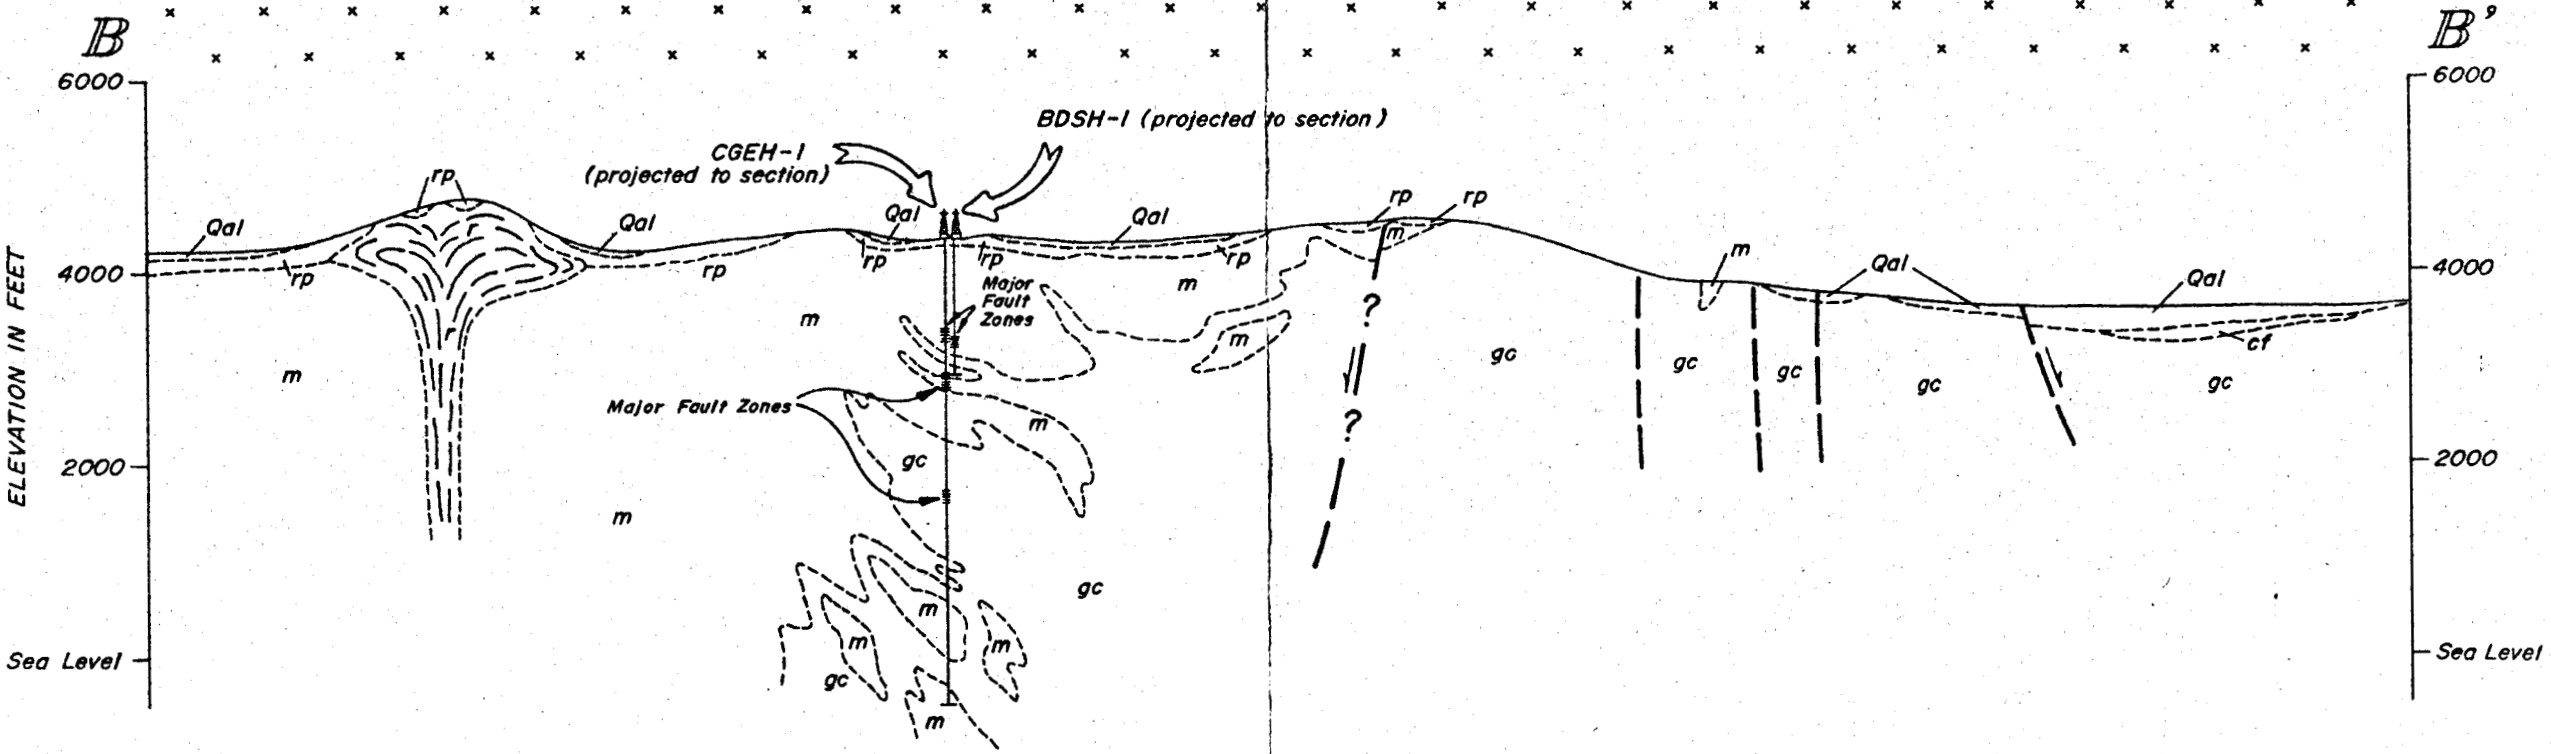 B
B'
6000
6000
BDSH-1 (projected to section)
CGEH-1
(projected to section)
rp
Qal
Qal
Qal
Qal
rp
rp
m
Qal
Qal
4000
rp
rp
rp
rp
rp
m
4000
r
Major
Fault
Zones
m
m
r
m
?
m
gc
gc
gc
gc
gc
cf
Major Fault Zones
m
?
gc
2000
2000
m
gc
m
m
m
gc
m
Sea Level
Sea Level
ELEVATION IN FEET